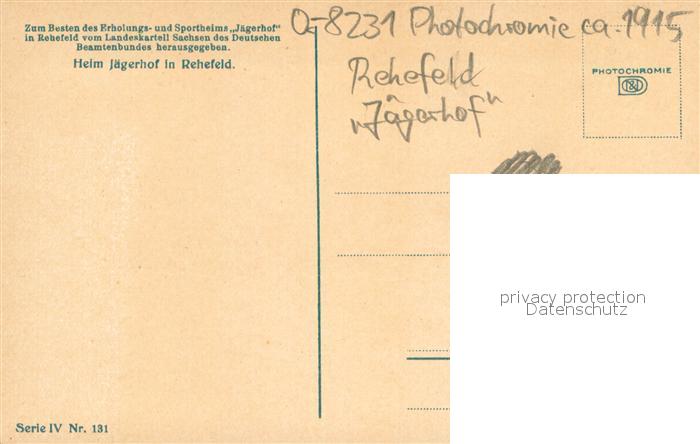 Zum Besten des Erholungs- und Sportheims „Jägerhof"
in Rehefeld vom Landeskartell Sachsen des Deutschen
Beamtenbundes herausgegeben.
Heim Jägerhof in Rehefeld.
O-8231 Photochromie ca. 1915
Rehefeld
„Jägerhof"
PHOTOCHROMIE
privacy protection
Datenschutz
Serie IV Nr. 131